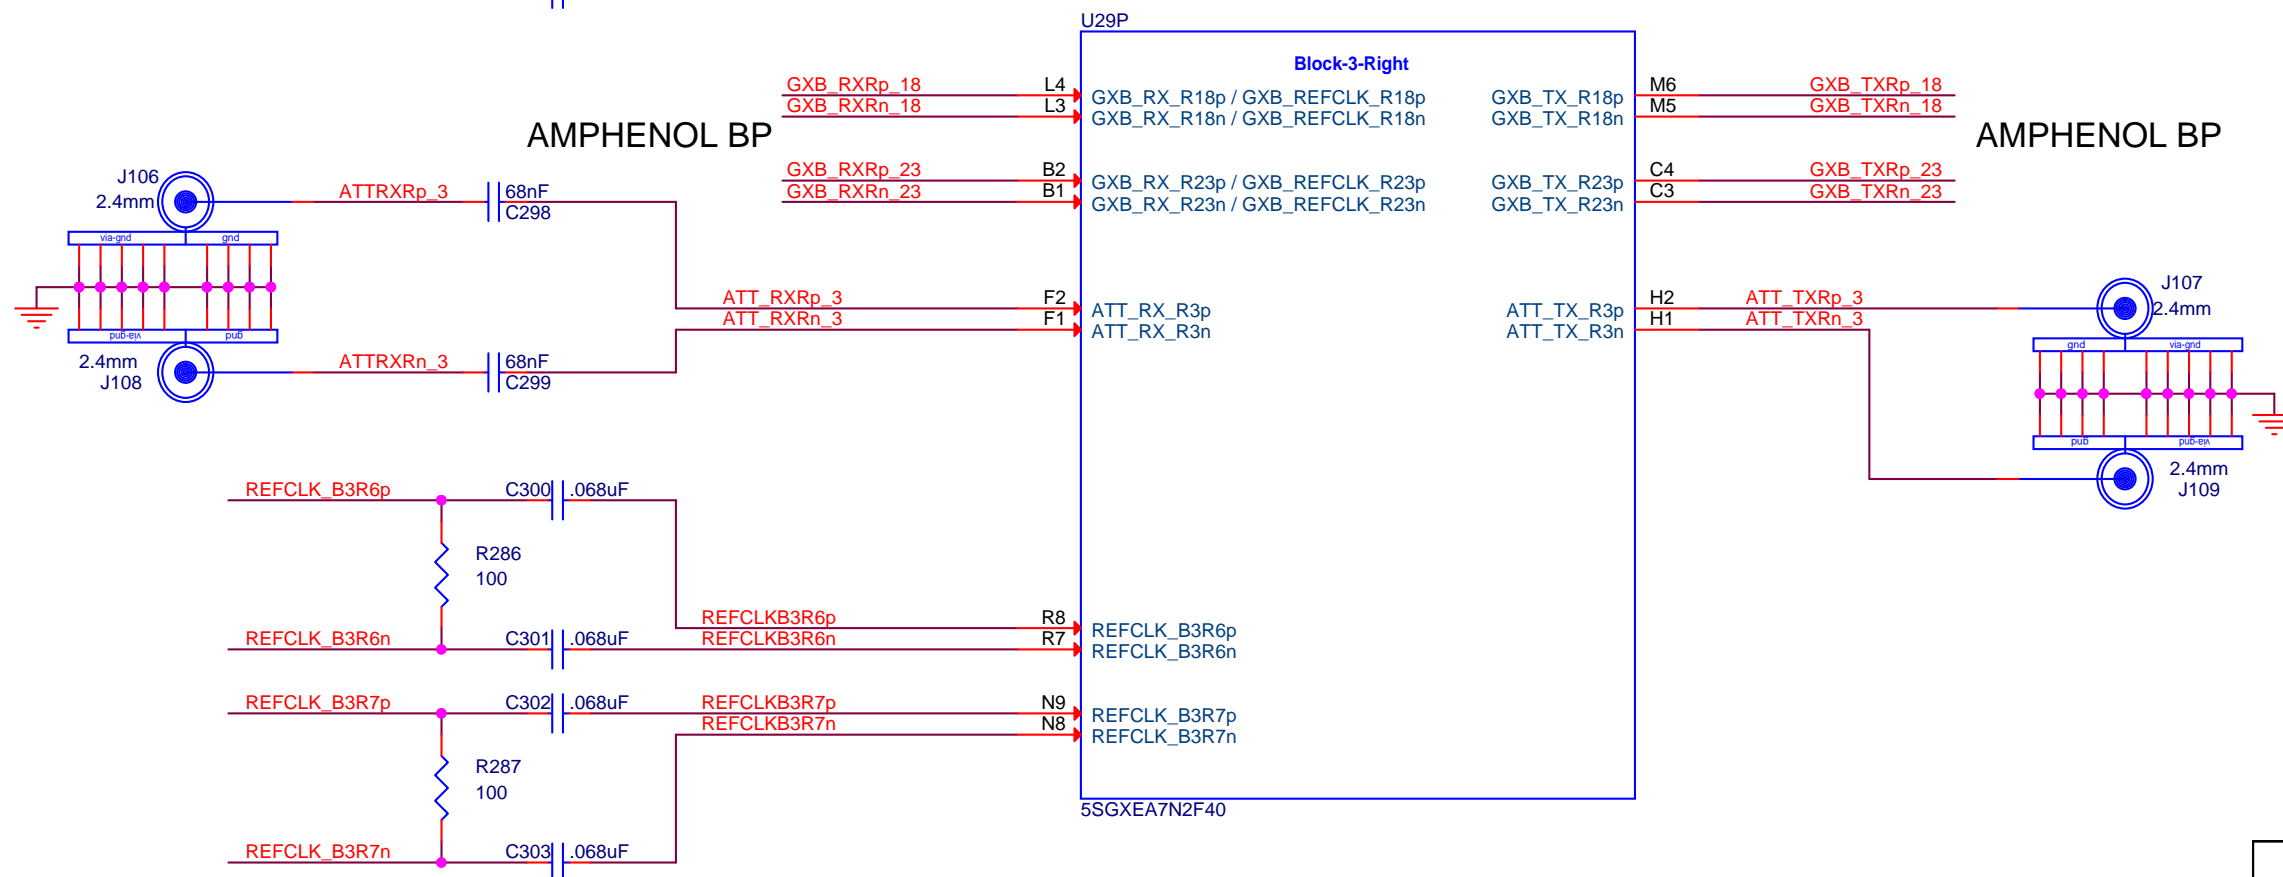 U29P
Block-3-Right
GXB_RXRp_18 L4 GXB_RX_R18p / GXB_REFCLK_R18p GXB_TX_R18p M6 GXB_TXRp_18
GXB_RXRn_18 L3 GXB_RX_R18n / GXB_REFCLK_R18n GXB_TX_R18n M5 GXB_TXRn_18
AMPHENOL BP AMPHENOL BP
GXB_RXRp_23 B2 GXB_RX_R23p / GXB_REFCLK_R23p GXB_TX_R23p C4 GXB_TXRp_23
GXB_RXRn_23 B1 GXB_RX_R23n / GXB_REFCLK_R23n GXB_TX_R23n C3 GXB_TXRn_23
J106
2.4mm
ATTRXRp_3
68nF
C298
via-gnd gnd
via-gnd gnd
2.4mm
J108
ATTRXRn_3
68nF
C299
ATT_RXRp_3 F2 ATT_RX_R3p ATT_TX_R3p H2 ATT_TXRp_3
ATT_RXRn_3 F1 ATT_RX_R3n ATT_TX_R3n H1 ATT_TXRn_3
J107
2.4mm
gnd via-gnd
gnd via-gnd
2.4mm
J109
REFCLK_B3R6p C300 .068uF
R286
100
REFCLKB3R6p R8 REFCLK_B3R6p
REFCLK_B3R6n C301 .068uF REFCLKB3R6n R7 REFCLK_B3R6n
REFCLK_B3R7p C302 .068uF REFCLKB3R7p N9 REFCLK_B3R7p
REFCLKB3R7n N8 REFCLK_B3R7n
R287
100
5SGXEA7N2F40
REFCLK_B3R7n C303 .068uF